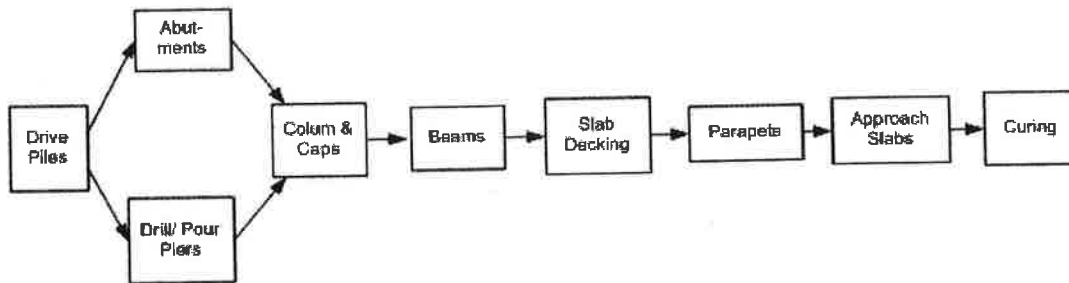 Abut-
ments
Drive
Piles
Colum &
Caps
Drill/ Pour
Piers
Beams
Slab
Decking
Parapets
Approach
Slabs
Curing